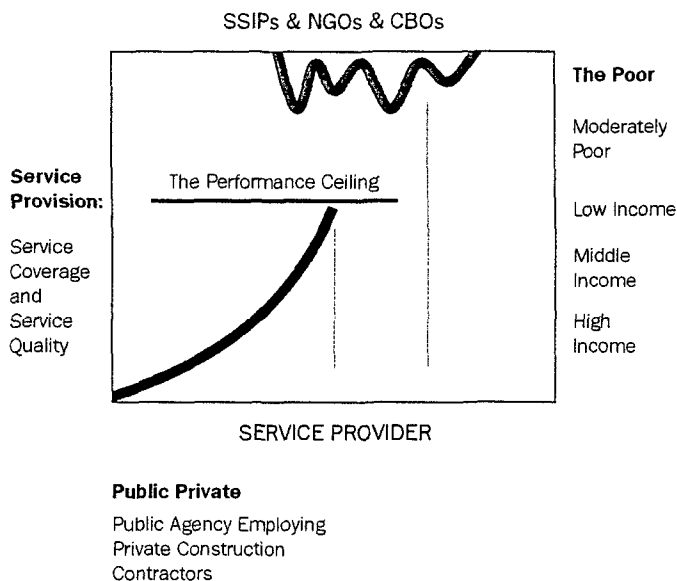 SSIPs & NGOs & CBOs
The Poor
Moderately
Poor
Service
Provision:
The Performance Ceiling
Low Income
Service
Coverage
and
Service
Quality
Middle
Income
High
Income
SERVICE PROVIDER
Public Private
Public Agency Employing
Private Construction
Contractors